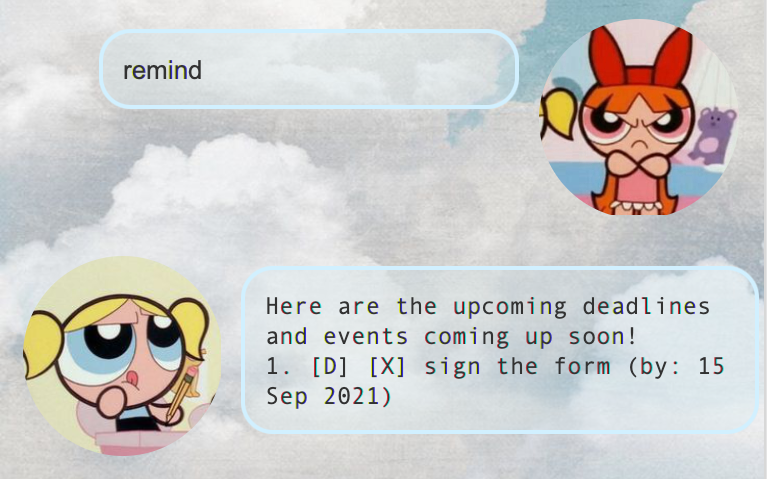 remind
Here are the upcoming deadlines
and events coming up soon!
1. [D] [X] sign the form (by: 15
Sep 2021)